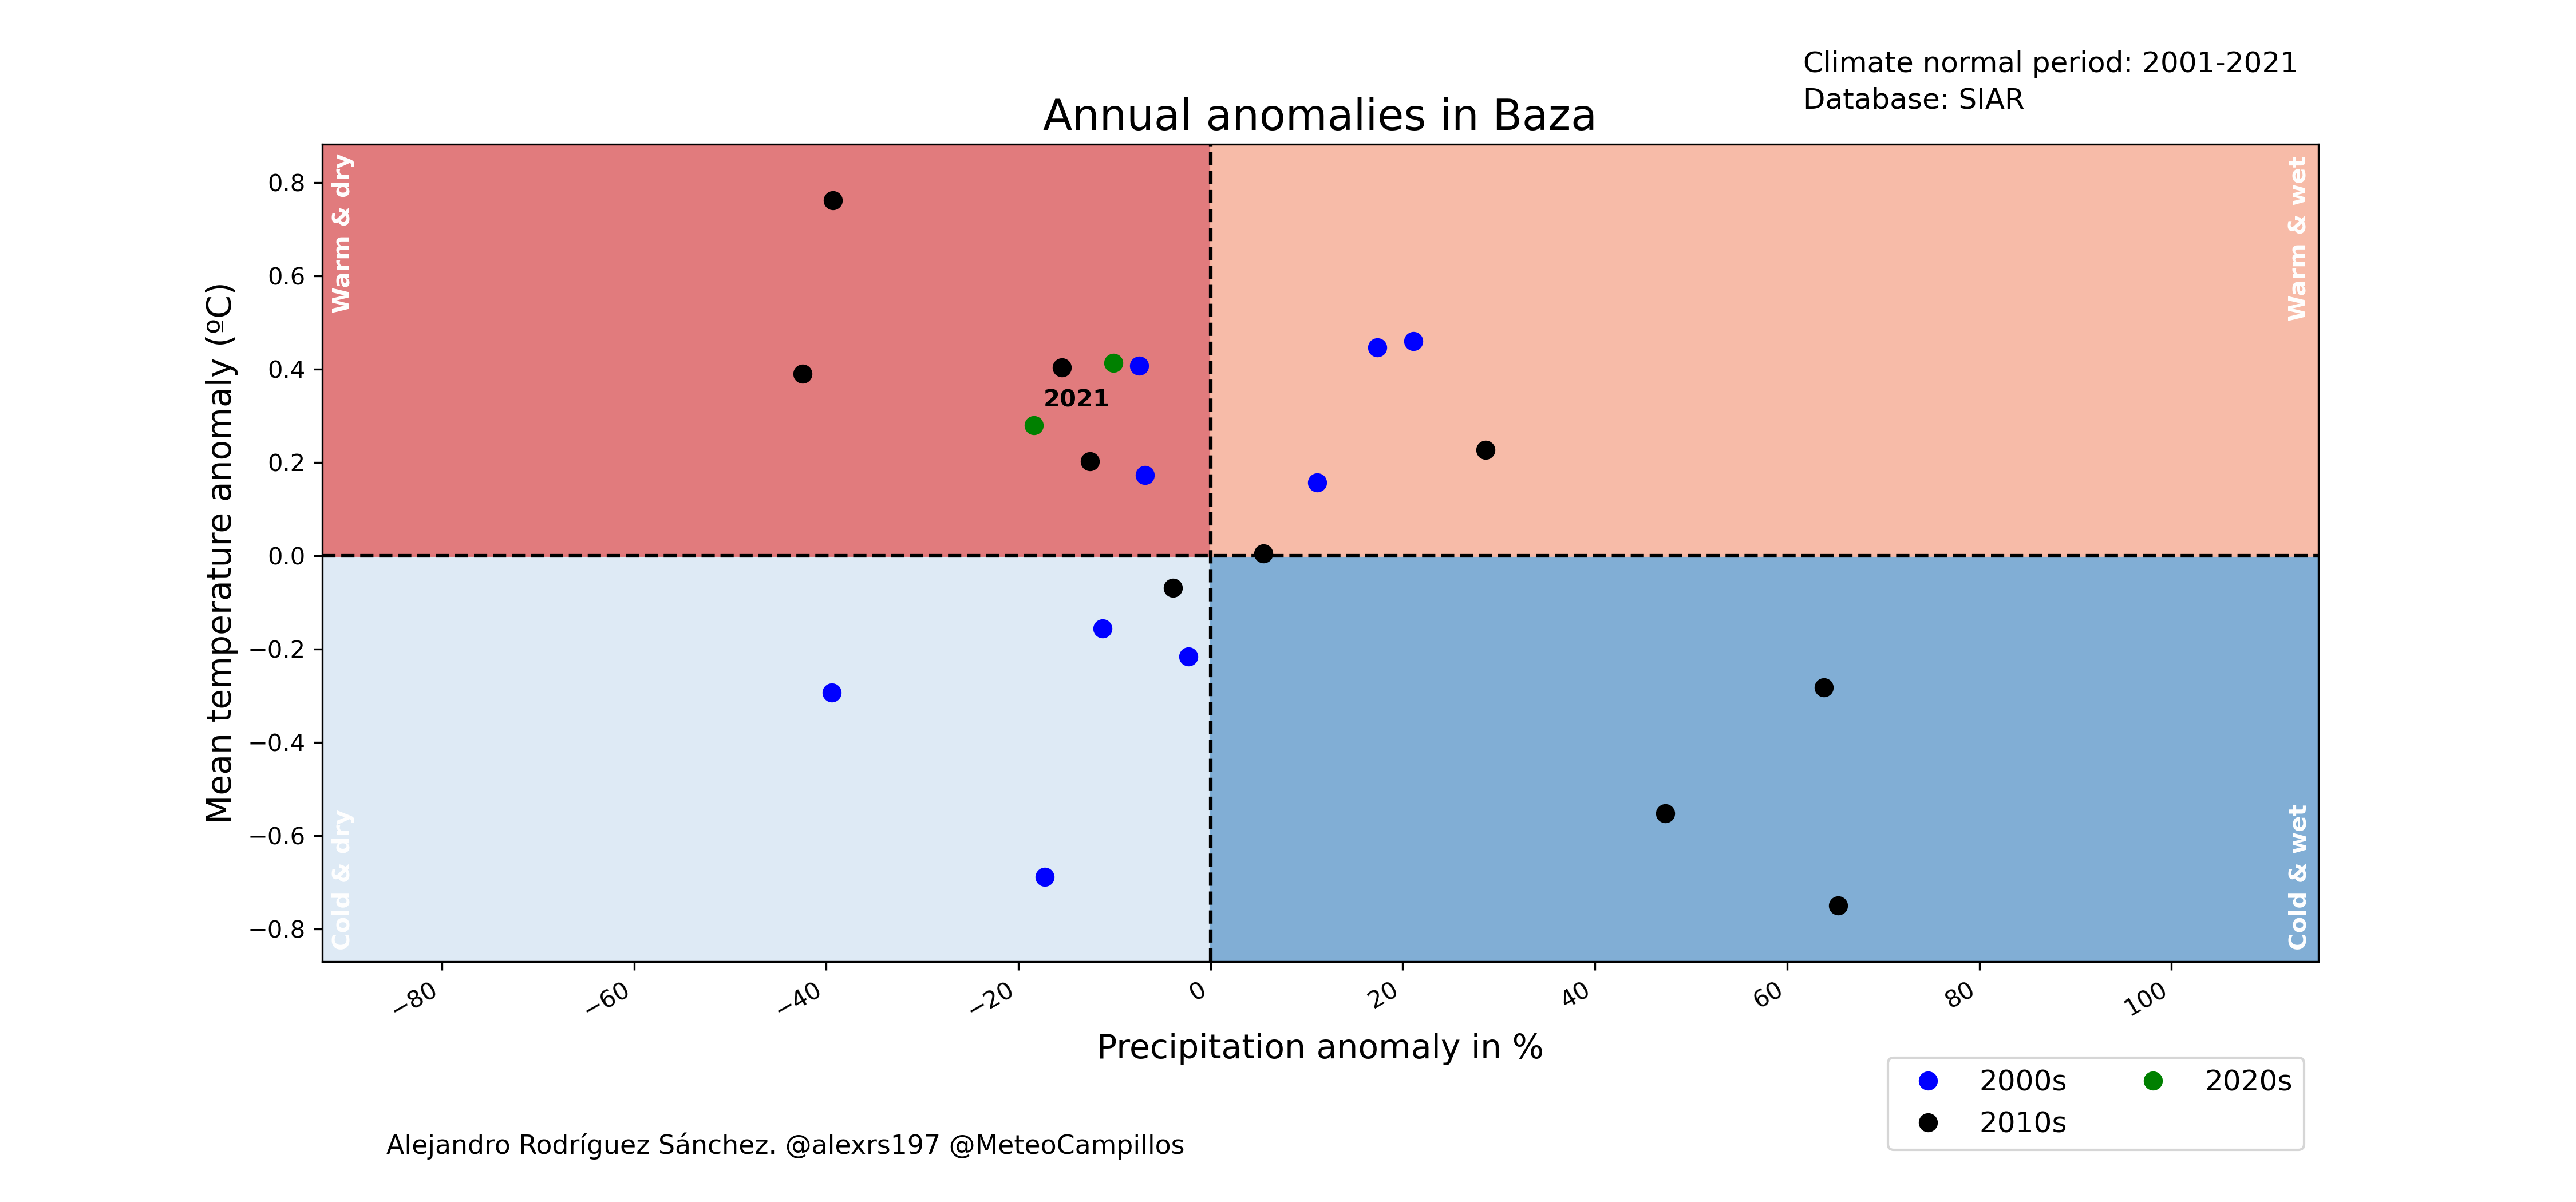 Climate normal period: 2001-2021
Database: SIAR
Annual anomalies in Baza
Warm & dry
Warm & wet
Cold & dry
Cold & wet
Mean temperature anomaly (ºC)
0.8
0.6
0.4
0.2
0.0
−0.2
−0.4
−0.6
−0.8
2021
−80
−60
−40
−20
0
20
40
60
80
100
Precipitation anomaly in %
2000s
2010s
2020s
Alejandro Rodríguez Sánchez. @alexrs197 @MeteoCampillos